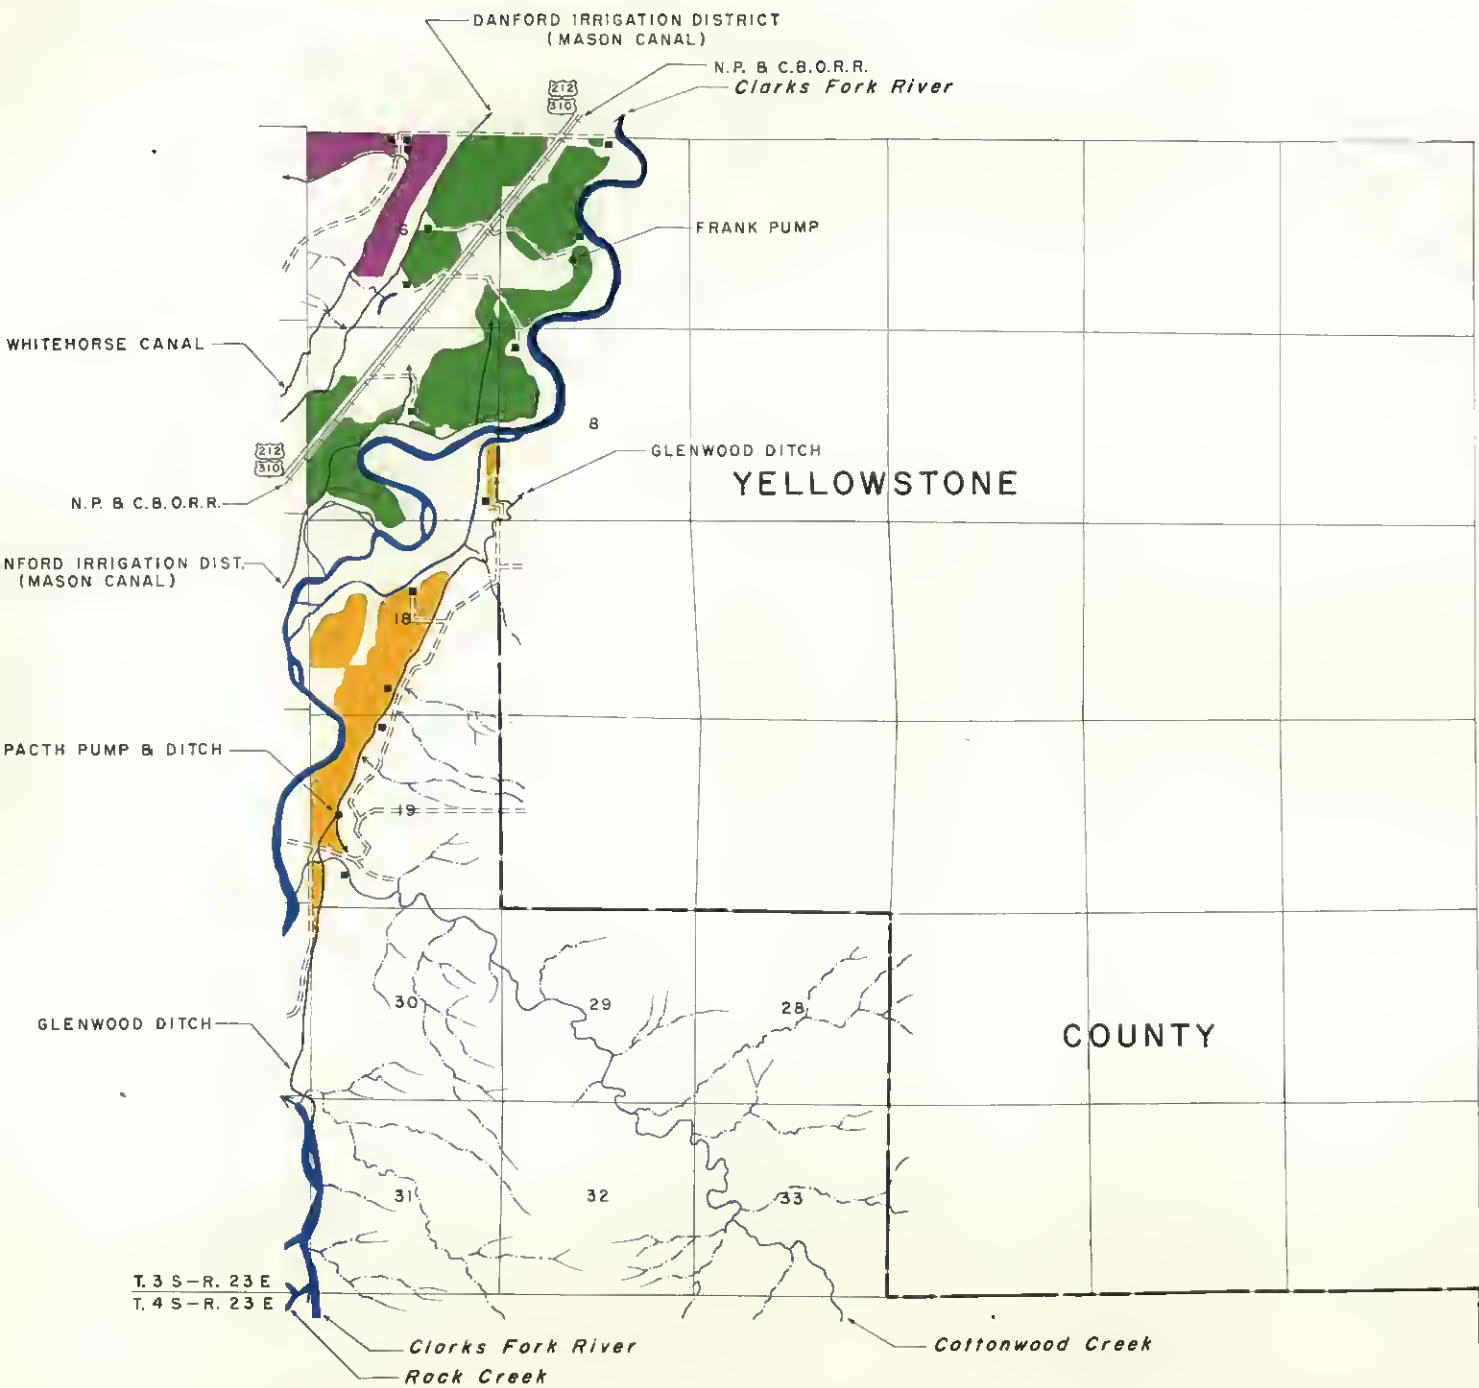 DANFORD IRRIGATION DISTRICT
(MASON CANAL)
N.P. & C.B.O.R.R.
Clarks Fork River
212
310
6
FRANK PUMP
WHITEHORSE CANAL
8
212
310
GLENWOOD DITCH
YELLOWSTONE
N.P. & C.B.O.R.R.
NFORD IRRIGATION DIST.
(MASON CANAL)
18
PACTH PUMP & DITCH
19
30
29
28
GLENWOOD DITCH
COUNTY
31
32
33
T. 3 S-R. 23 E
T. 4 S-R. 23 E
Clarks Fork River
Cottonwood Creek
Rock Creek